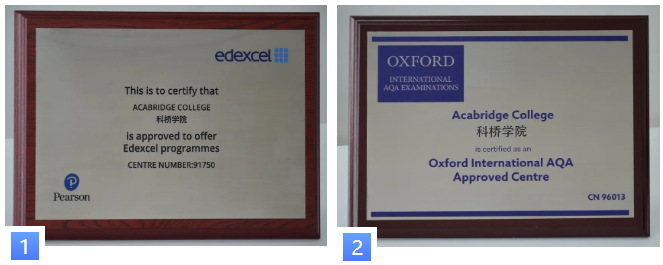 edexcel
This is to certify that
ACABRIDGE COLLEGE
科桥学院
is approved to offer
Edexcel programmes
CENTRE NUMBER:91750
Pearson
1
OXFORD
INTERNATIONAL
AQA EXAMINATIONS
Acabridge College
科桥学院
is certified as an
Oxford International AQA
Approved Centre
CN 96013
2